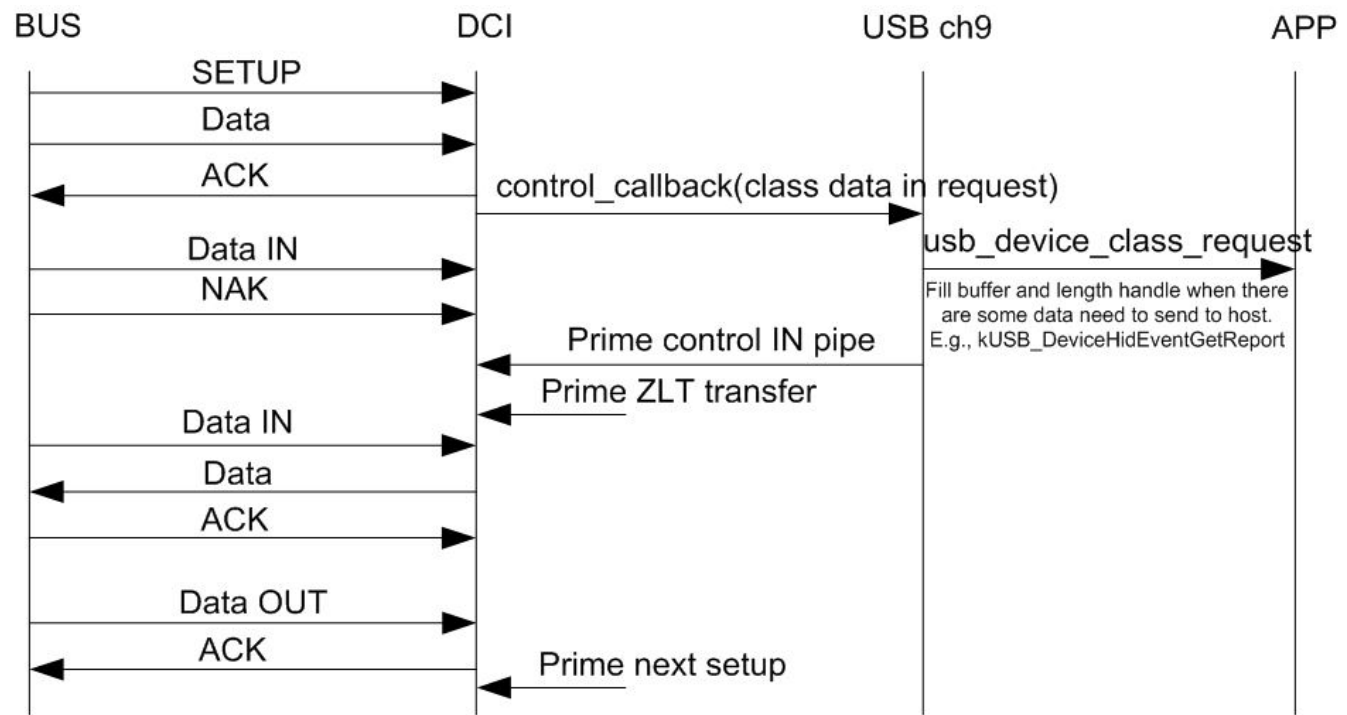 BUS
DCI
USB ch9
APP
SETUP
Data
ACK
control_callback(class data in request)
Data IN
usb_device_class_request
NAK
Fill buffer and length handle when there
are some data need to send to host.
E.g., kUSB_DeviceHidEventGetReport
Prime control IN pipe
Prime ZLT transfer
Data IN
Data
ACK
Data OUT
ACK
Prime next setup